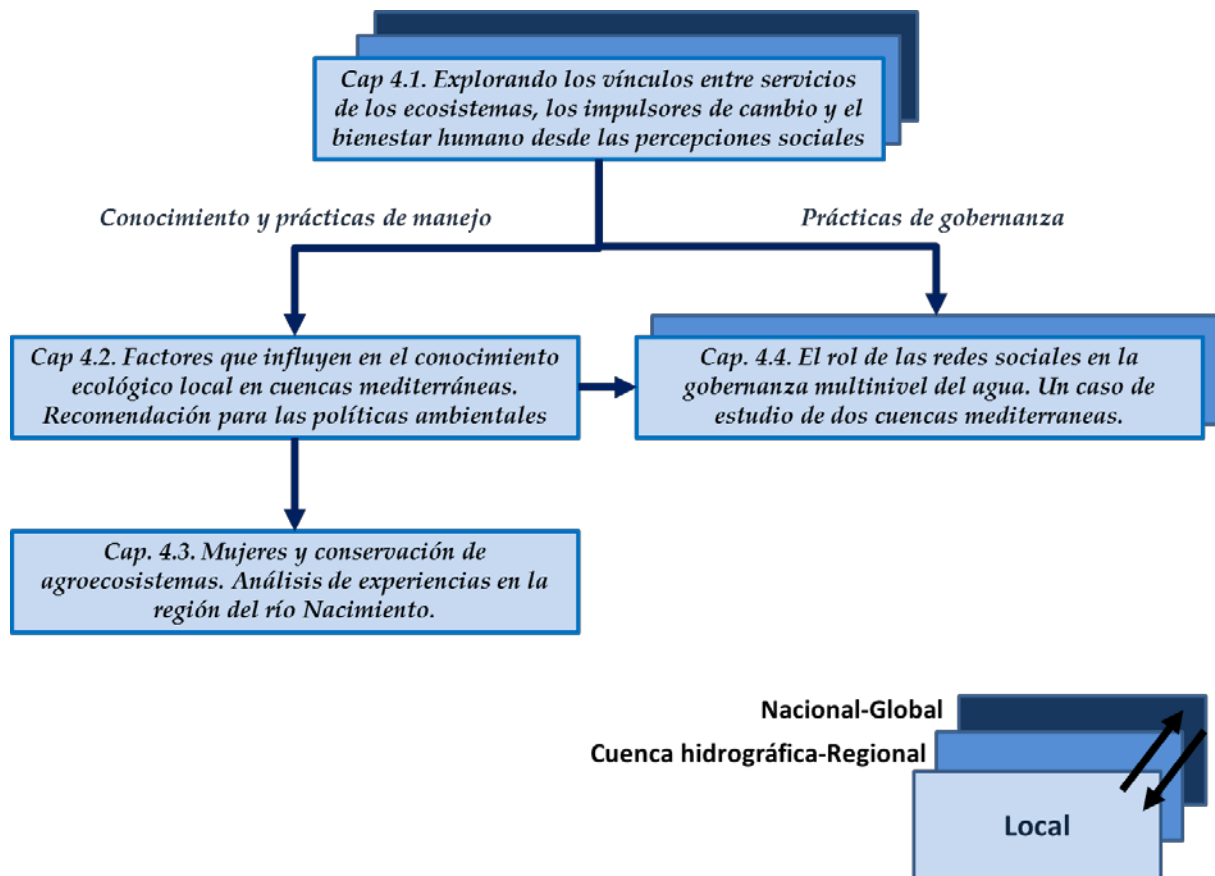 Cap 4.1. Explorando los vínculos entre servicios
de los ecosistemas, los impulsores de cambio y el
bienestar humano desde las percepciones sociales
Conocimiento y prácticas de manejo
Prácticas de gobernanza
Cap 4.2. Factores que influyen en el conocimiento
ecológico local en cuencas mediterráneas.
Recomendación para las políticas ambientales
Cap. 4.4. El rol de las redes sociales en la
gobernanza multinivel del agua. Un caso de
estudio de dos cuencas mediterraneas.
Cap. 4.3. Mujeres y conservación de
agroecosistemas. Análisis de experiencias en la
región del río Nacimiento.
Nacional-Global
Cuenca hidrográfica-Regional
Local